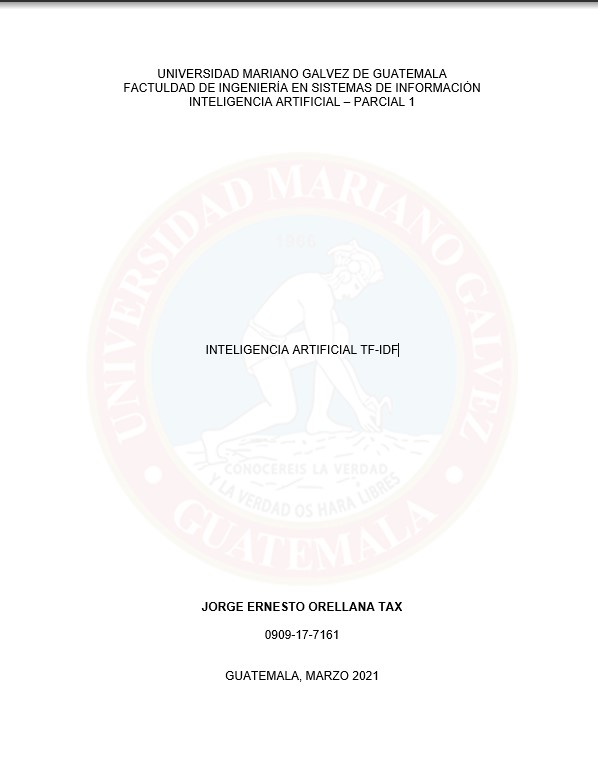 UNIVERSIDAD MARIANO GALVEZ DE GUATEMALA
FACTULDAD DE INGENIERÍA EN SISTEMAS DE INFORMACIÓN
INTELIGENCIA ARTIFICIAL – PARCIAL 1
UNIVERSIDAD MARIANO GALVEZ
1966
INTELIGENCIA ARTIFICIAL TF-IDF
CONOCEREIS LA VERDAD
Y LA VERDAD OS HARA LIBRES
GUATEMALA
JORGE ERNESTO ORELLANA TAX
0909-17-7161
GUATEMALA, MARZO 2021